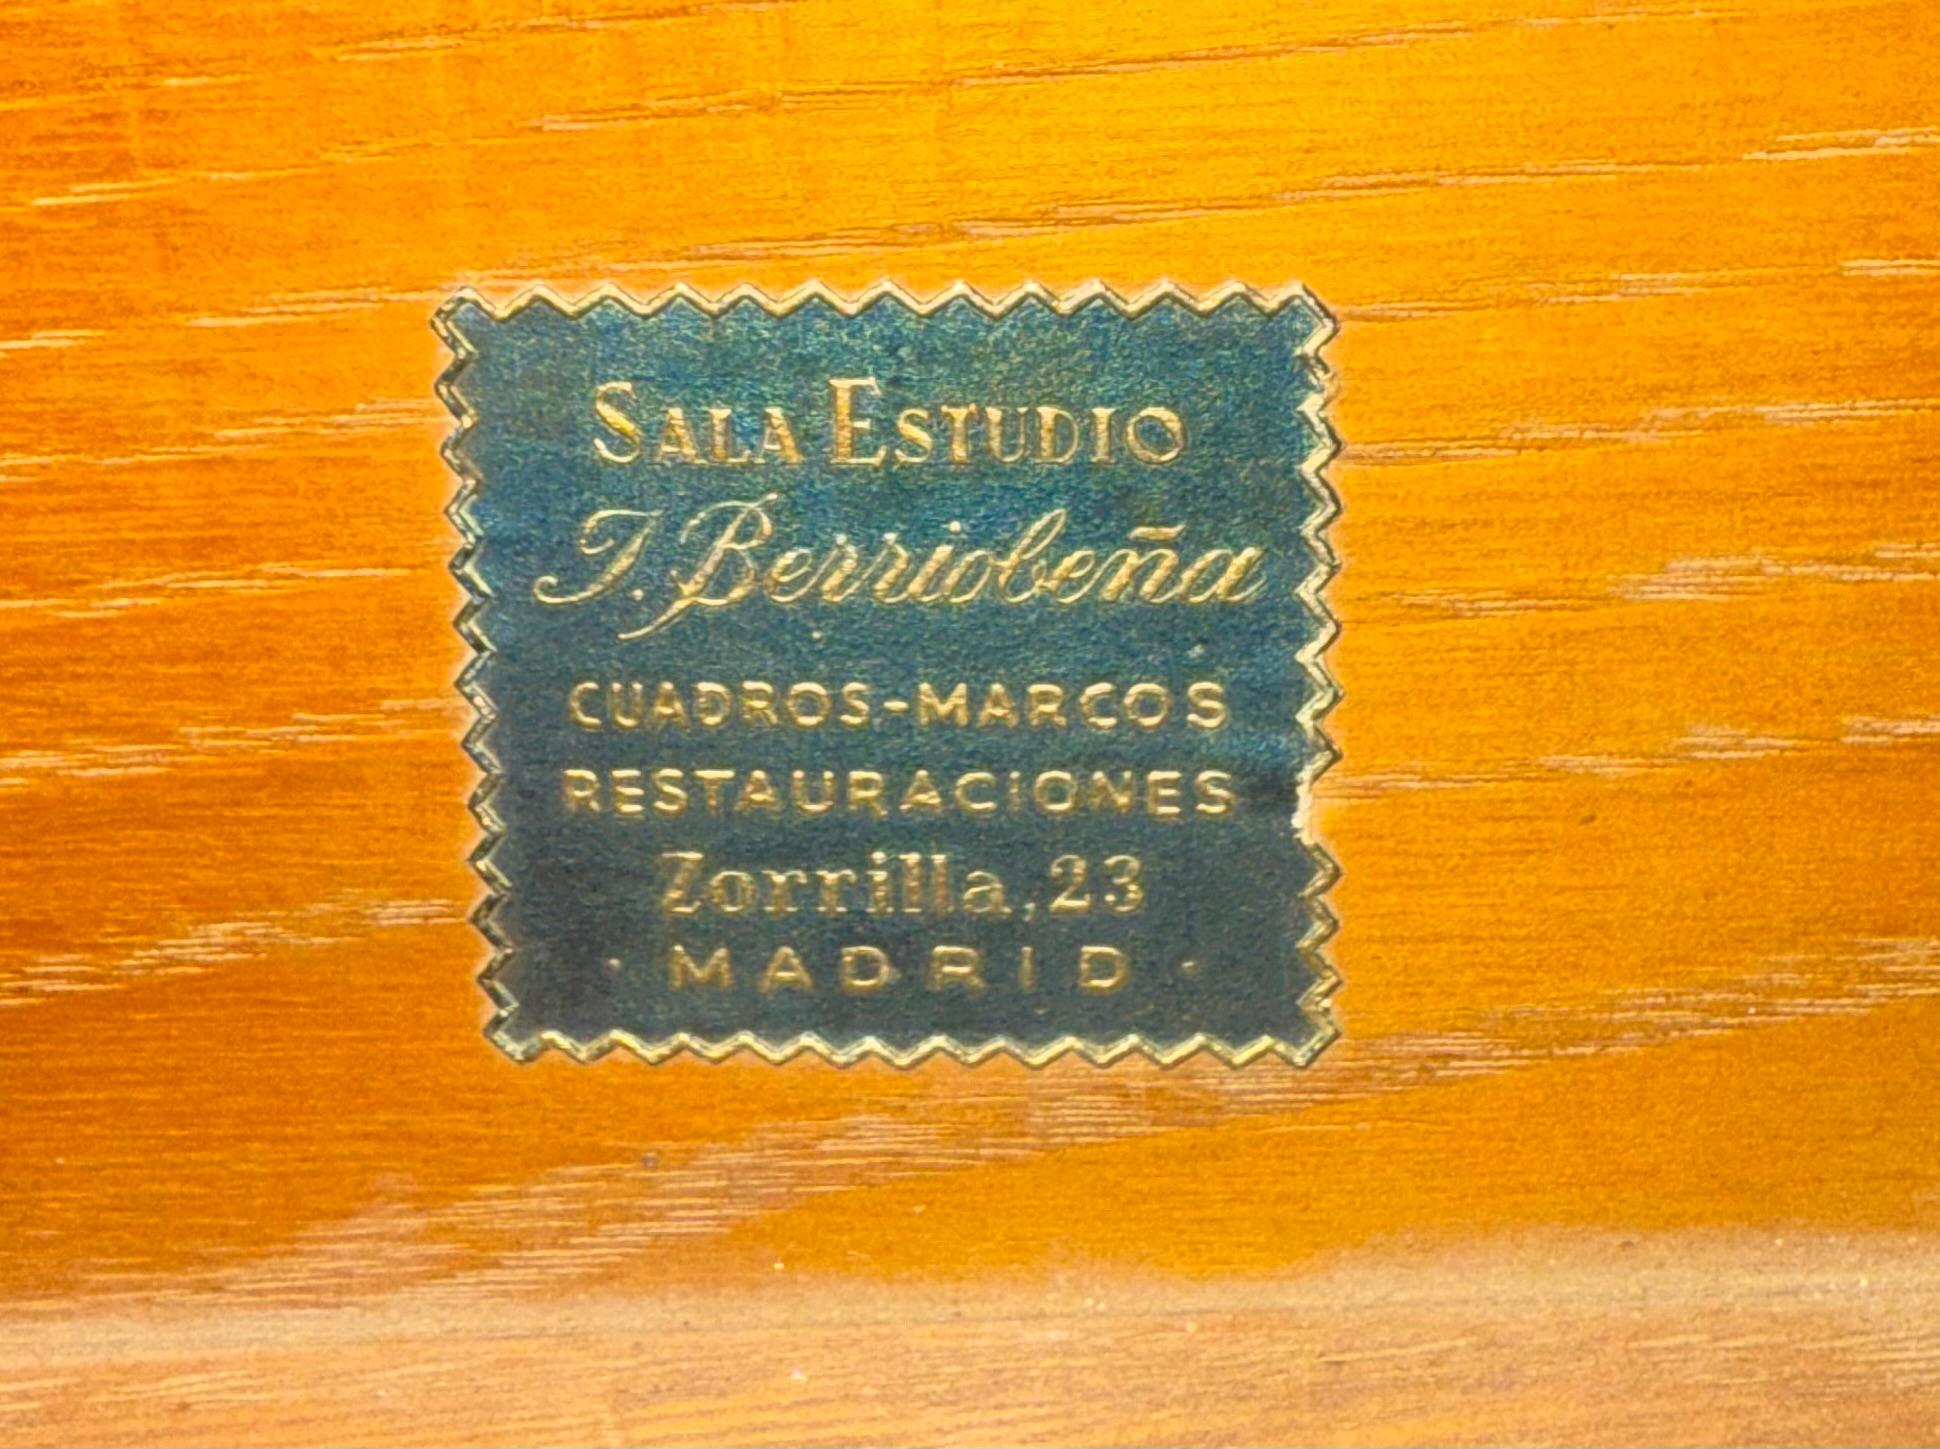 SALA ESTUDIO
J. Berriobeña
CUADROS-MARCOS
RESTAURACIONES
Zorrilla, 23
· MADRID ·